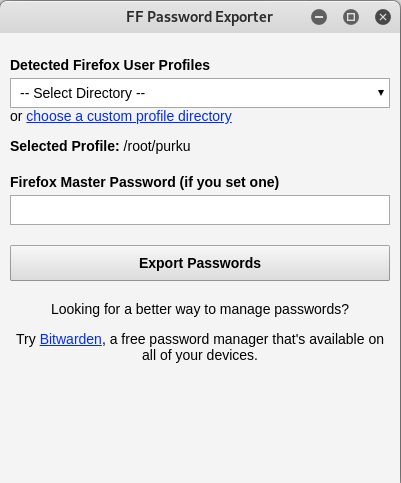 FF Password Exporter
Detected Firefox User Profiles
-- Select Directory --
or choose a custom profile directory
Selected Profile: /root/purku
Firefox Master Password (if you set one)
Export Passwords
Looking for a better way to manage passwords?
Try Bitwarden, a free password manager that's available on
all of your devices.